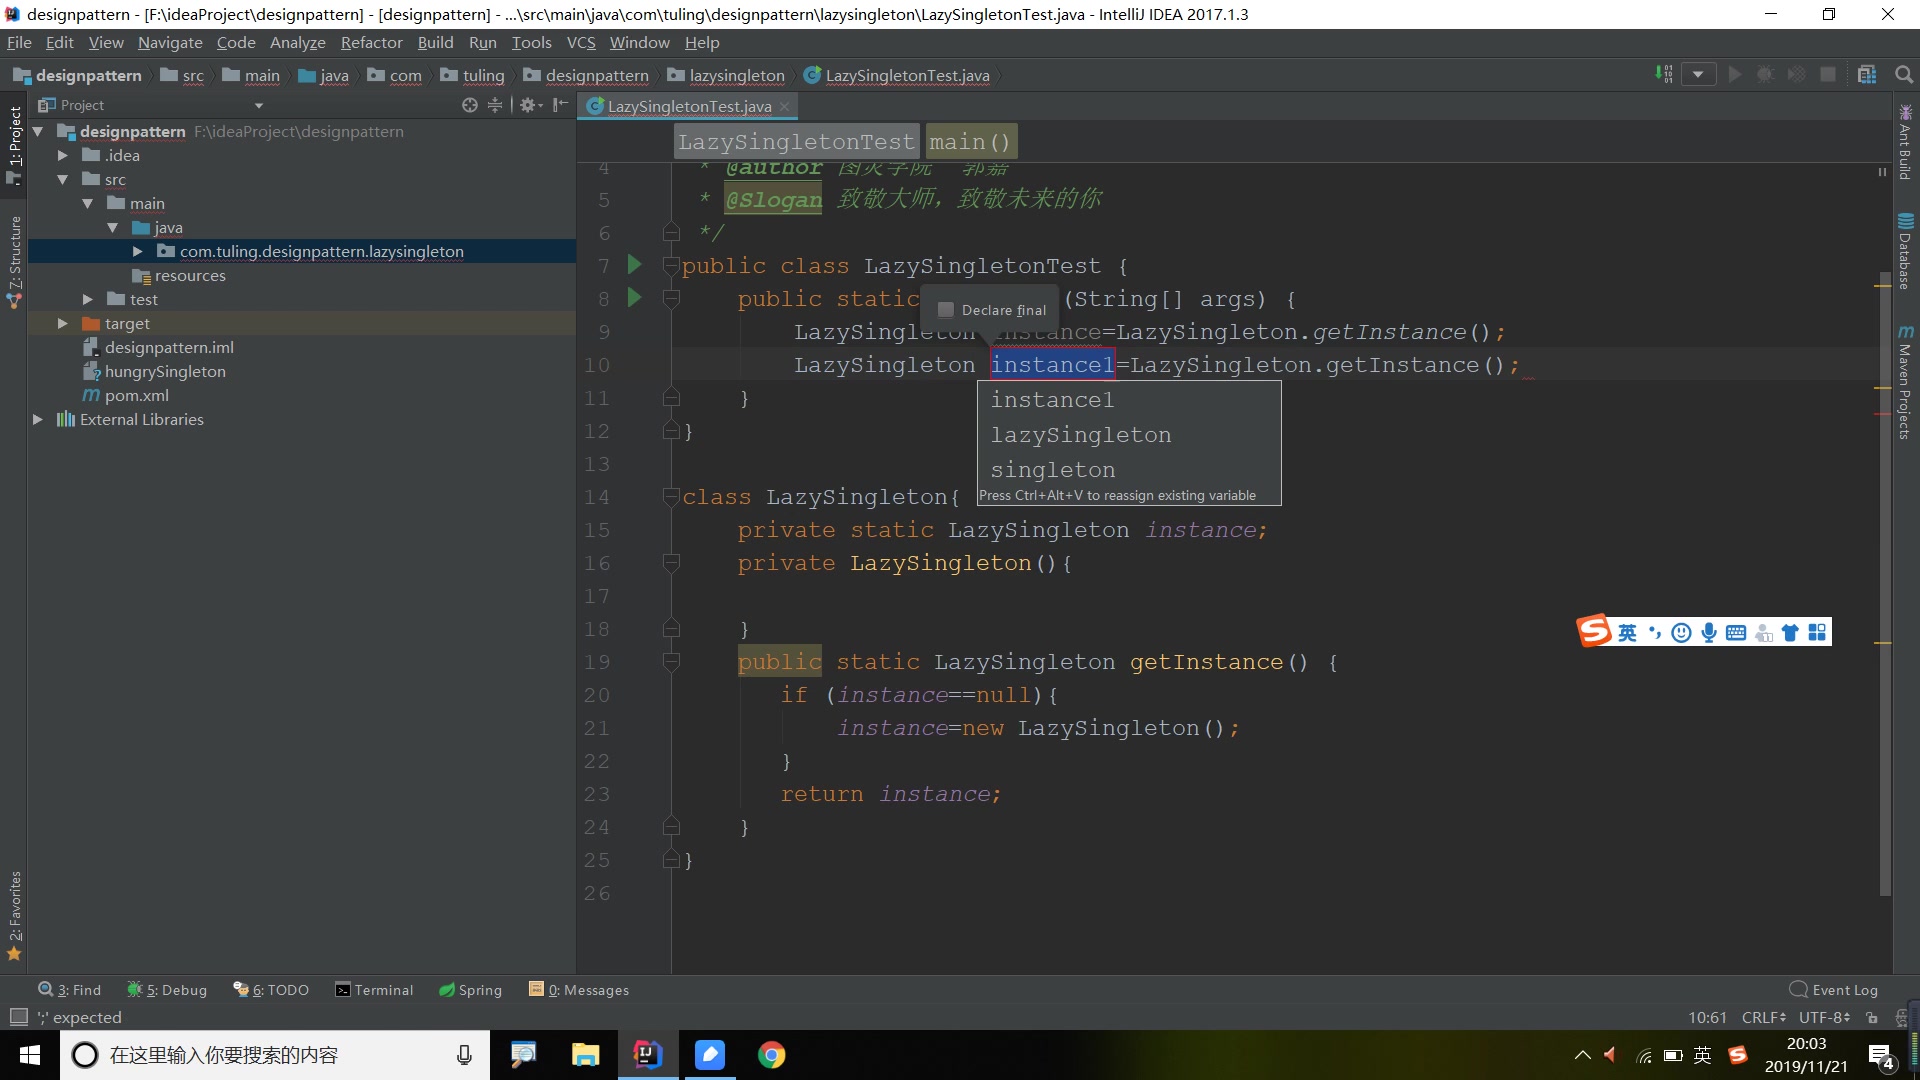 designpattern - [F:\ideaProject\designpattern] - [designpattern] - ...\src\main\java\com\tuling\designpattern\lazysingleton\LazySingletonTest.java - IntelliJ IDEA 2017.1.3
File Edit View Navigate Code Analyze Refactor Build Run Tools VCS Window Help
designpattern src main java com tuling designpattern lazysingleton LazySingletonTest.java
Project
LazySingletonTest.java
1: Project
Z: Structure
2: Favorites
designpattern F:\ideaProject\designpattern
.idea
src
main
java
com.tuling.designpattern.lazysingleton
resources
test
target
designpattern.iml
hungrySingleton
pom.xml
External Libraries
LazySingletonTest main()
4 * @author 图灵学院 郭嘉
5 * @Slogan 致敬大师，致敬未来的你
6 */
7 public class LazySingletonTest {
8 public static (String[] args) {
Declare final
9 LazySingleton instance=LazySingleton.getInstance();
10 LazySingleton instance1=LazySingleton.getInstance();
11 }
12 }
13
instance1
lazySingleton
singleton
Press Ctrl+Alt+V to reassign existing variable
14 class LazySingleton{
15 private static LazySingleton instance;
16 private LazySingleton(){
17
18 }
19 public static LazySingleton getInstance() {
20 if (instance==null){
21 instance=new LazySingleton();
22 }
23 return instance;
24 }
25 }
26
英
Ant Build
Database
Maven Projects
3: Find 5: Debug 6: TODO Terminal Spring 0: Messages Event Log
';' expected 10:61 CRLF UTF-8
在这里输入你要搜索的内容
英
20:03
2019/11/21
4